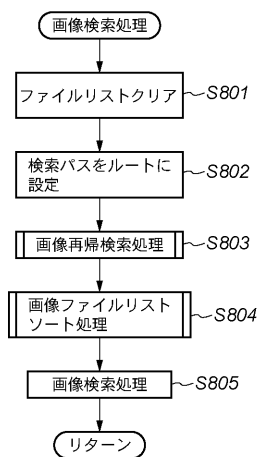 画像検索処理
ファイルリストクリア
S801
検索パスをルートに
設定
S802
画像再帰検索処理
S803
画像ファイルリスト
ソート処理
S804
画像検索処理
S805
リターン